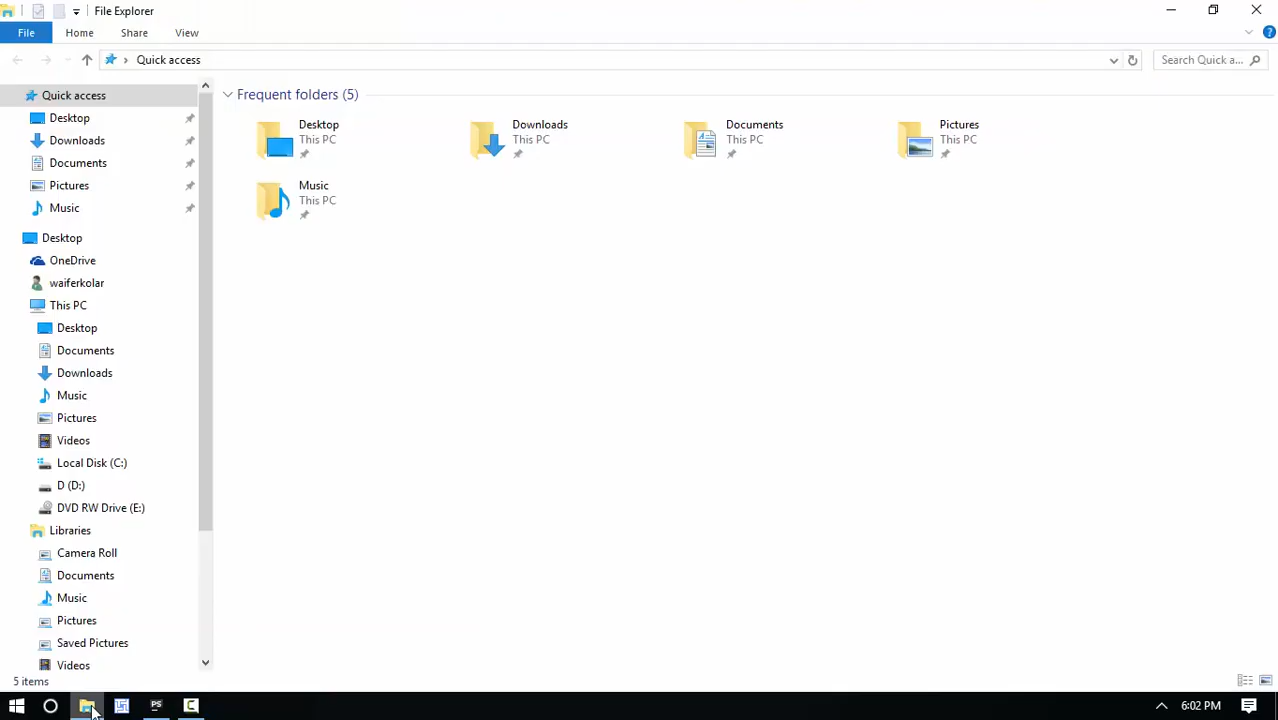 File Explorer
File Home Share View
Quick access
Search Quick a...
Quick access
Desktop
Downloads
Documents
Pictures
Music
Desktop
OneDrive
waiferkolar
This PC
Desktop
Documents
Downloads
Music
Pictures
Videos
Local Disk (C:)
D (D:)
DVD RW Drive (E:)
Libraries
Camera Roll
Documents
Music
Pictures
Saved Pictures
Videos
Frequent folders (5)
Desktop
This PC
Downloads
This PC
Documents
This PC
Pictures
This PC
Music
This PC
5 items
PS
C
6:02 PM